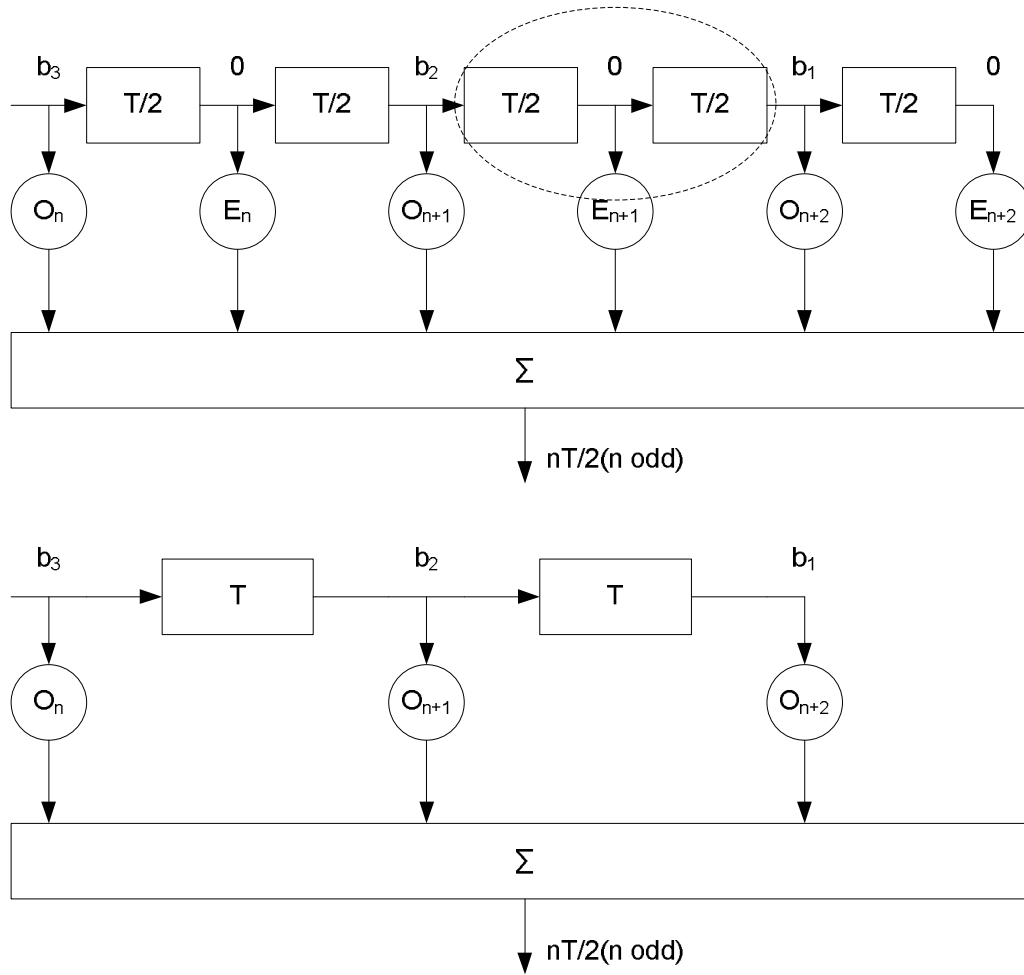 b₃ 0 b₂ 0 b₁ 0
T/2 T/2 T/2 T/2 T/2
Oₙ Eₙ Oₙ₊₁ Eₙ₊₁ Oₙ₊₂ Eₙ₊₂
Σ
nT/2(n odd)
b₃ b₂ b₁
T T
Oₙ Oₙ₊₁ Oₙ₊₂
Σ
nT/2(n odd)